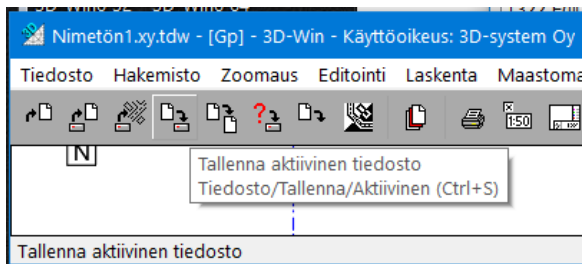 Nimetön1.xy.tdw - [Gp] - 3D-Win - Käyttöoikeus: 3D-system Oy
Tiedosto Hakemisto Zoomaus Editointi Laskenta Maastoma
1:50
N
Tallenna aktiivinen tiedosto
Tiedosto/Tallenna/Aktiivinen (Ctrl+S)
Tallenna aktiivinen tiedosto